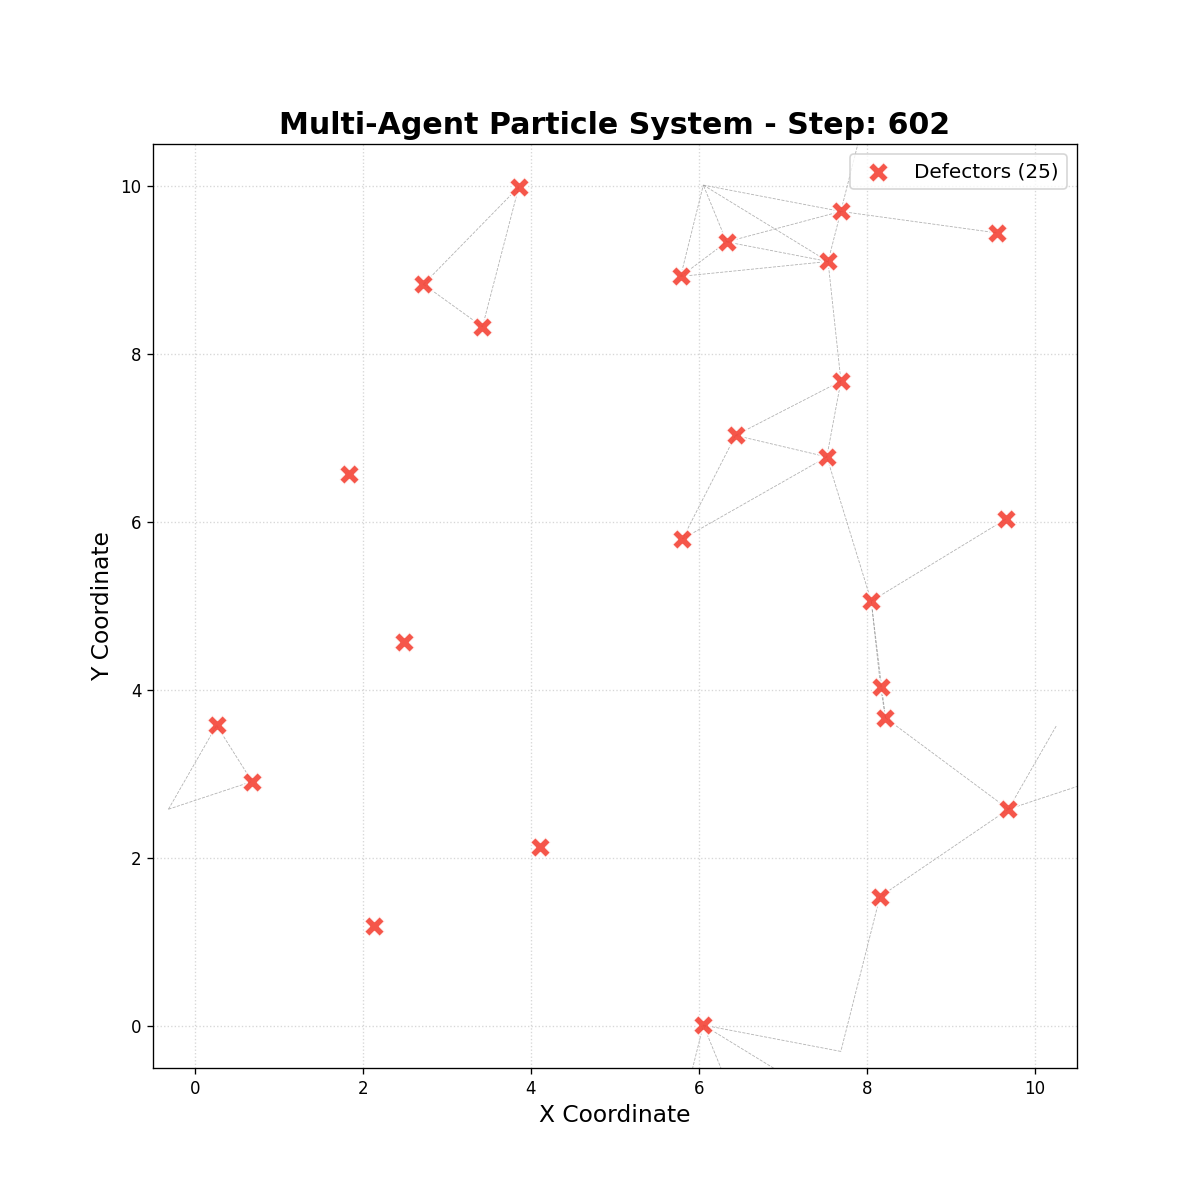 Multi-Agent Particle System - Step: 602
Defectors (25)
10
8
6
4
2
0
Y Coordinate
0 2 4 6 8 10
X Coordinate